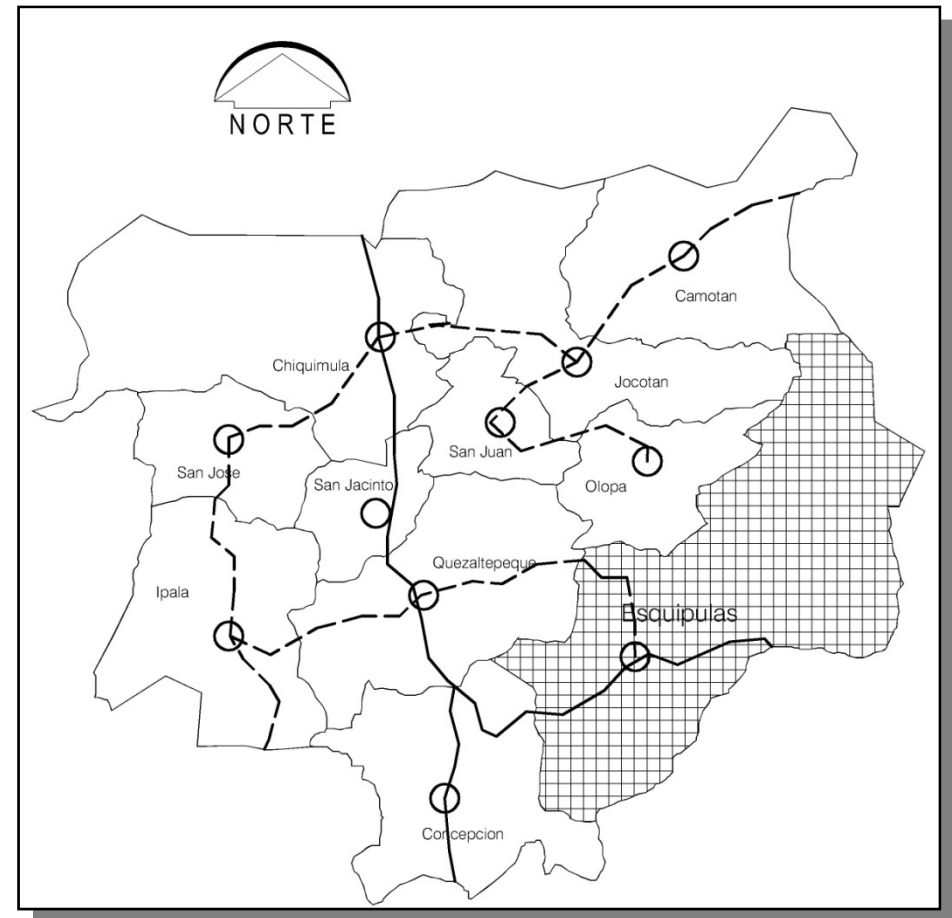 NORTE
Camotan
Chiquimula
Jocotan
San Juan
San Jose
San Jacinto
Olopa
Quezaltepeque
Ipala
Esquipulas
Concepcion